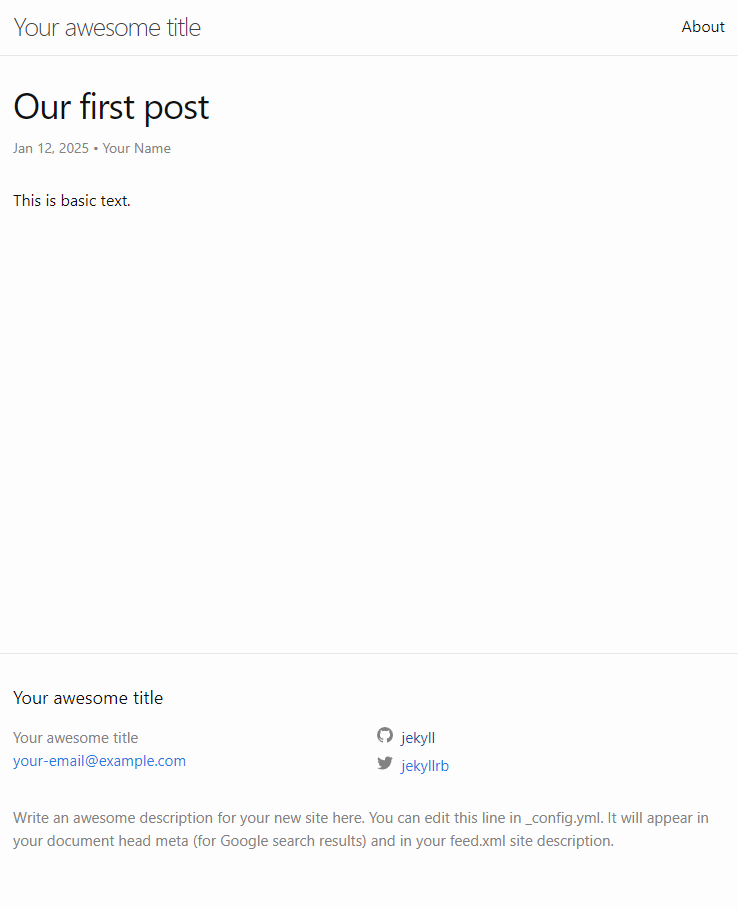 Your awesome title
About
Our first post
Jan 12, 2025 • Your Name
This is basic text.
Your awesome title
Your awesome title
your-email@example.com
jekyll
jekyllrb
Write an awesome description for your new site here. You can edit this line in _config.yml. It will appear in
your document head meta (for Google search results) and in your feed.xml site description.